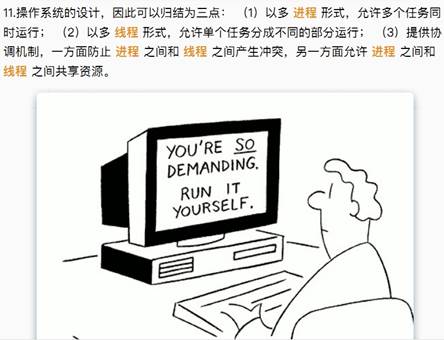 11.操作系统的设计，因此可以归结为三点： （1）以多 进程 形式，允许多个任务同
时运行； （2）以多 线程 形式，允许单个任务分成不同的部分运行； （3）提供协
调机制，一方面防止 进程 之间和 线程 之间产生冲突，另一方面允许 进程 之间和
线程 之间共享资源。
YOU'RE SO
DEMANDING.
RUN IT
YOURSELF.